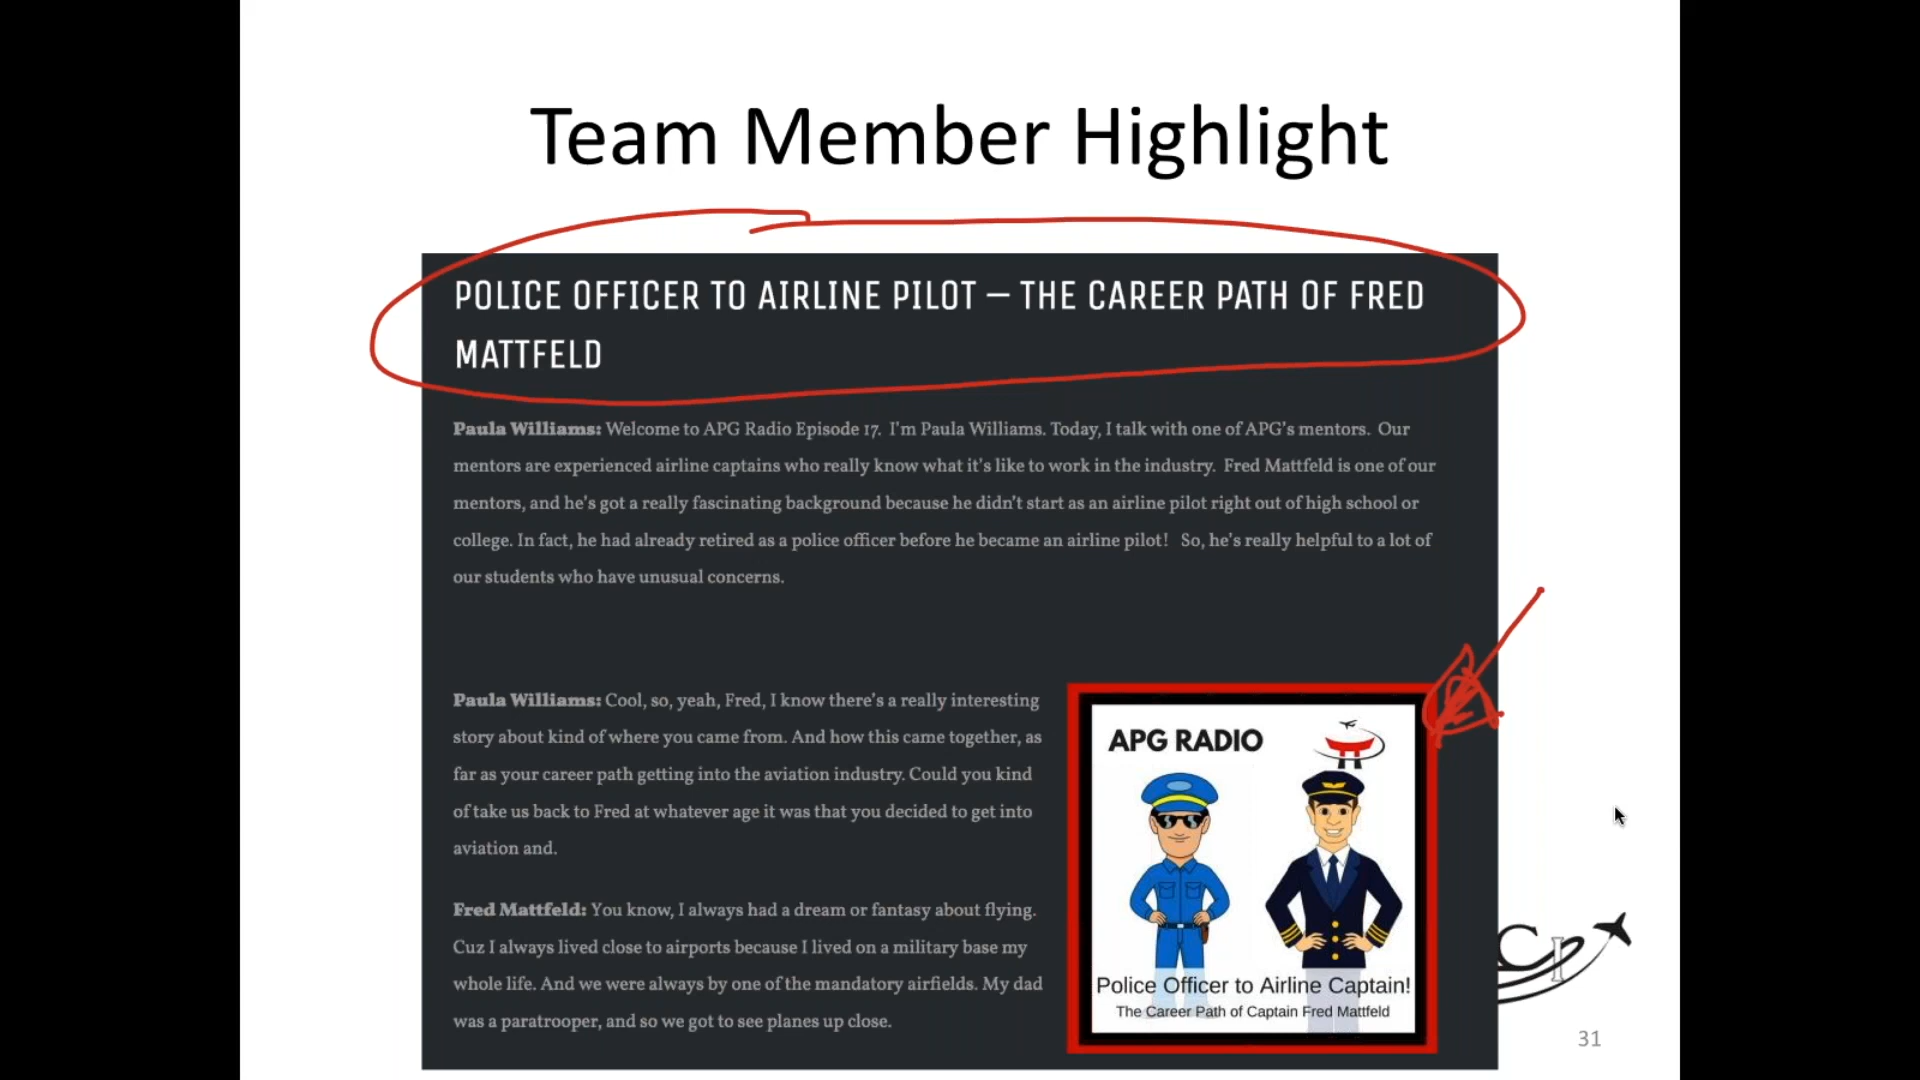 Team Member Highlight
POLICE OFFICER TO AIRLINE PILOT – THE CAREER PATH OF FRED
MATTFELD
Paula Williams: Welcome to APG Radio Episode 17.  I'm Paula Williams. Today, I talk with one of APG's mentors.  Our
mentors are experienced airline captains who really know what it's like to work in the industry.  Fred Mattfeld is one of our
mentors, and he's got a really fascinating background because he didn't start as an airline pilot right out of high school or
college. In fact, he had already retired as a police officer before he became an airline pilot!   So, he's really helpful to a lot of
our students who have unusual concerns.
Paula Williams: Cool, so, yeah, Fred, I know there's a really interesting
story about kind of where you came from. And how this came together, as
far as your career path getting into the aviation industry. Could you kind
of take us back to Fred at whatever age it was that you decided to get into
aviation and.
Fred Mattfeld: You know, I always had a dream or fantasy about flying.
Cuz I always lived close to airports because I lived on a military base my
whole life. And we were always by one of the mandatory airfields. My dad
was a paratrooper, and so we got to see planes up close.
APG RADIO
Police Officer to Airline Captain!
The Career Path of Captain Fred Mattfeld
CI
31